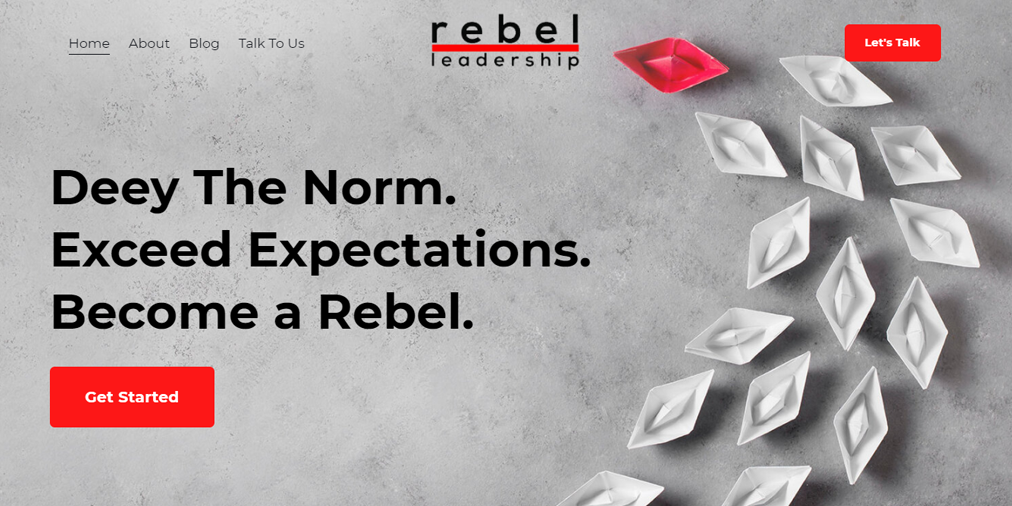 Home About Blog Talk To Us
rebel
leadership
Let's Talk
Deey The Norm.
Exceed Expectations.
Become a Rebel.
Get Started